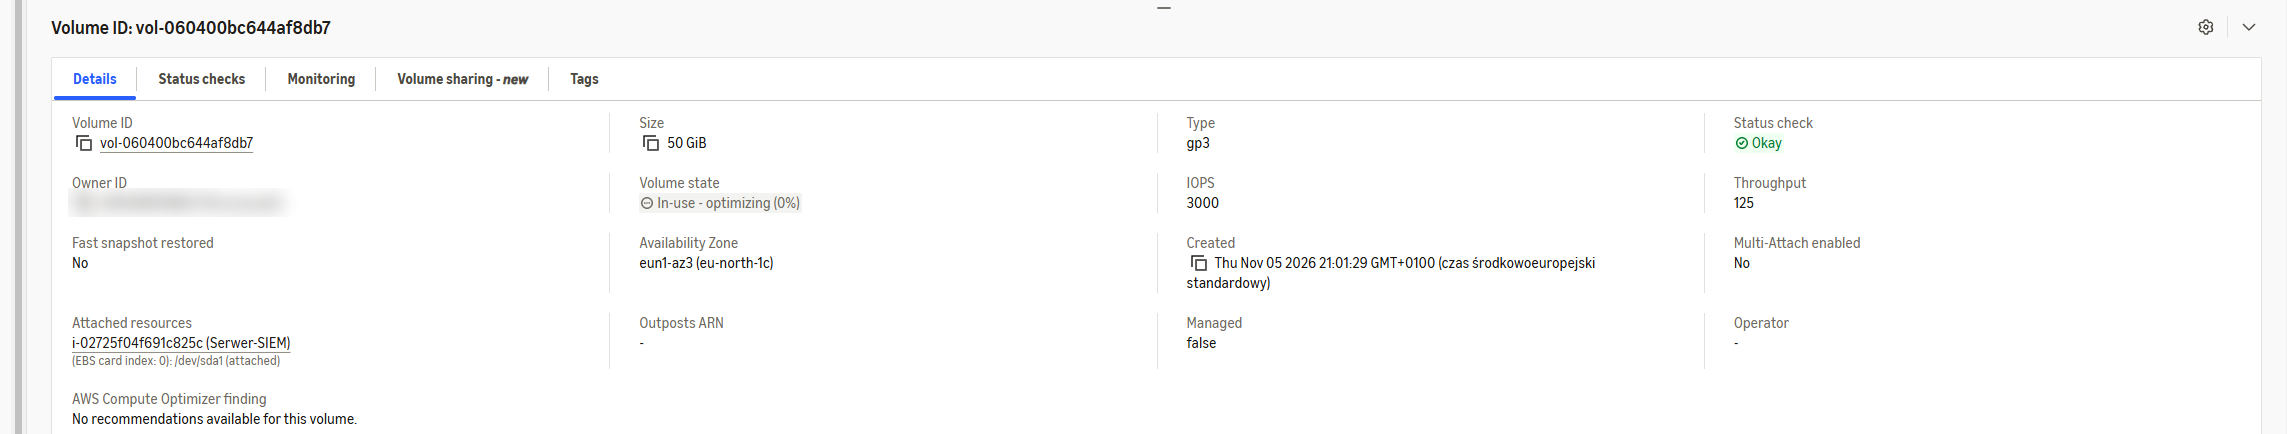 Volume ID: vol-060400bc644af8db7
Details
Status checks
Monitoring
Volume sharing - new
Tags
Volume ID
vol-060400bc644af8db7
Size
50 GiB
Type
gp3
Status check
Okay
Owner ID
Volume state
In-use - optimizing (0%)
IOPS
3000
Throughput
125
Fast snapshot restored
No
Availability Zone
eun1-az3 (eu-north-1c)
Created
Thu Nov 05 2026 21:01:29 GMT+0100 (czas środkowoeuropejski
standardowy)
Multi-Attach enabled
No
Attached resources
i-02725f04f691c825c (Serwer-SIEM)
(EBS card index: 0): /dev/sda1 (attached)
Outposts ARN
-
Managed
false
Operator
-
AWS Compute Optimizer finding
No recommendations available for this volume.